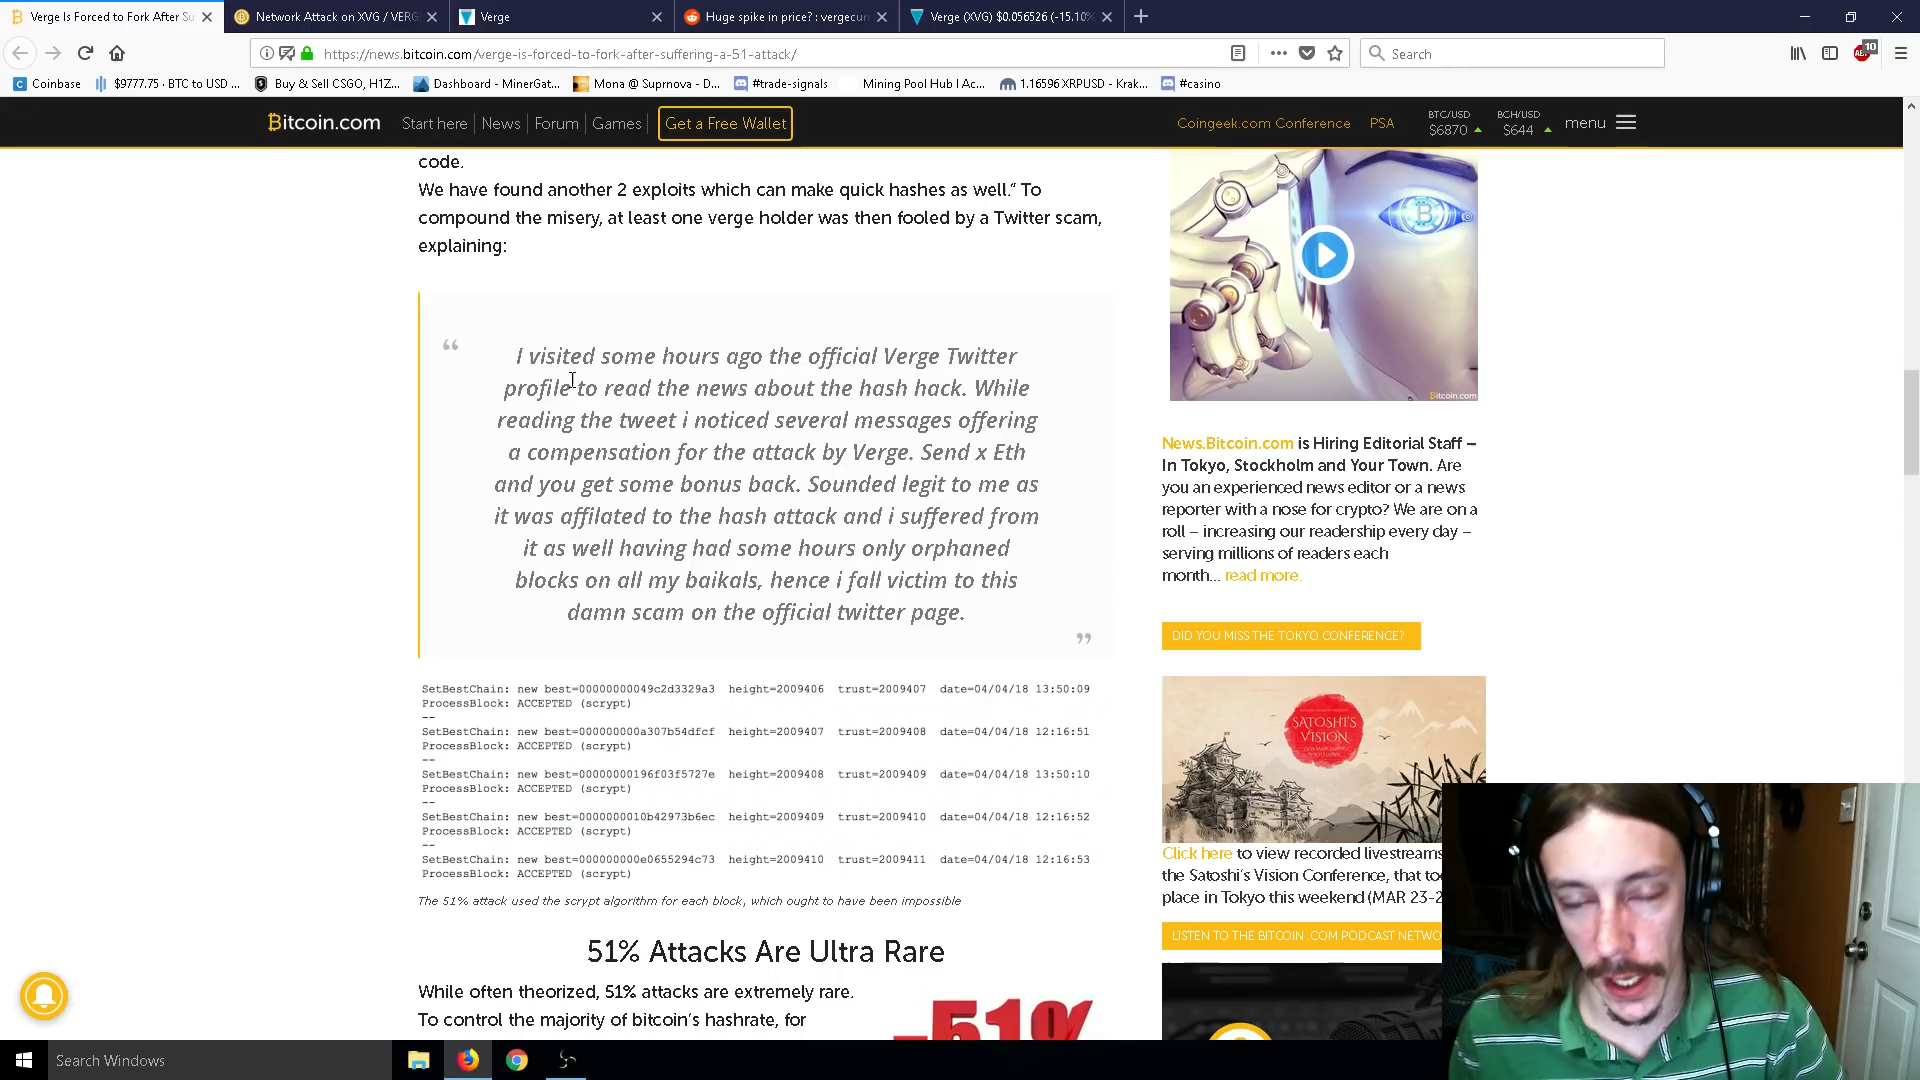 Verge Is Forced to Fork After Su
Network Attack on XVG / VERG
Verge
Huge spike in price? : vergecur
Verge (XVG) $0.056526 (-15.10%
https://news.bitcoin.com/verge-is-forced-to-fork-after-suffering-a-51-attack/
Search
10
Coinbase
$9777.75 · BTC to USD ...
Buy & Sell CSGO, H1Z...
Dashboard - MinerGat...
Mona @ Suprnova - D...
#trade-signals
Mining Pool Hub | Ac...
1.16596 XRPUSD - Krak...
#casino
Bitcoin.com
Start here
News
Forum
Games
Get a Free Wallet
Coingeek.com Conference
PSA
BTC/USD
$6870
BCH/USD
$644
menu
code.
We have found another 2 exploits which can make quick hashes as well.” To
compound the misery, at least one verge holder was then fooled by a Twitter scam,
explaining:
“
I visited some hours ago the official Verge Twitter
profile to read the news about the hash hack. While
reading the tweet i noticed several messages offering
a compensation for the attack by Verge. Send x Eth
and you get some bonus back. Sounded legit to me as
it was affilated to the hash attack and i suffered from
it as well having had some hours only orphaned
blocks on all my baikals, hence i fall victim to this
damn scam on the official twitter page.
”
SetBestChain: new best=00000000049c2d3329a3 height=2009406 trust=2009407 date=04/04/18 13:50:09
ProcessBlock: ACCEPTED (scrypt)
--
SetBestChain: new best=000000000a307b54dfcf height=2009407 trust=2009408 date=04/04/18 12:16:51
ProcessBlock: ACCEPTED (scrypt)
--
SetBestChain: new best=00000000196f03f5727e height=2009408 trust=2009409 date=04/04/18 13:50:10
ProcessBlock: ACCEPTED (scrypt)
--
SetBestChain: new best=0000000010b42973b6ec height=2009409 trust=2009410 date=04/04/18 12:16:52
ProcessBlock: ACCEPTED (scrypt)
--
SetBestChain: new best=000000000e0655294c73 height=2009410 trust=2009411 date=04/04/18 12:16:53
ProcessBlock: ACCEPTED (scrypt)
The 51% attack used the scrypt algorithm for each block, which ought to have been impossible
51% Attacks Are Ultra Rare
While often theorized, 51% attacks are extremely rare.
To control the majority of bitcoin’s hashrate, for
51%
Bitcoin.com
News.Bitcoin.com is Hiring Editorial Staff –
In Tokyo, Stockholm and Your Town. Are
you an experienced news editor or a news
reporter with a nose for crypto? We are on a
roll – increasing our readership every day –
serving millions of readers each
month... read more.
DID YOU MISS THE TOKYO CONFERENCE?
SATOSHI'S
VISION
Click here to view recorded livestreams
the Satoshi’s Vision Conference, that too
place in Tokyo this weekend (MAR 23-2
LISTEN TO THE BITCOIN .COM PODCAST NETWO
Search Windows